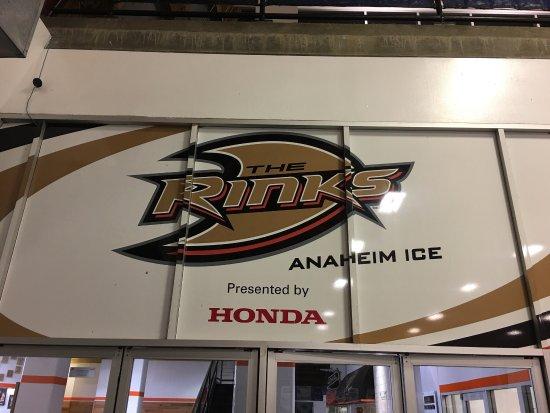 THE
RINKS
ANAHEIM ICE
Presented by
HONDA